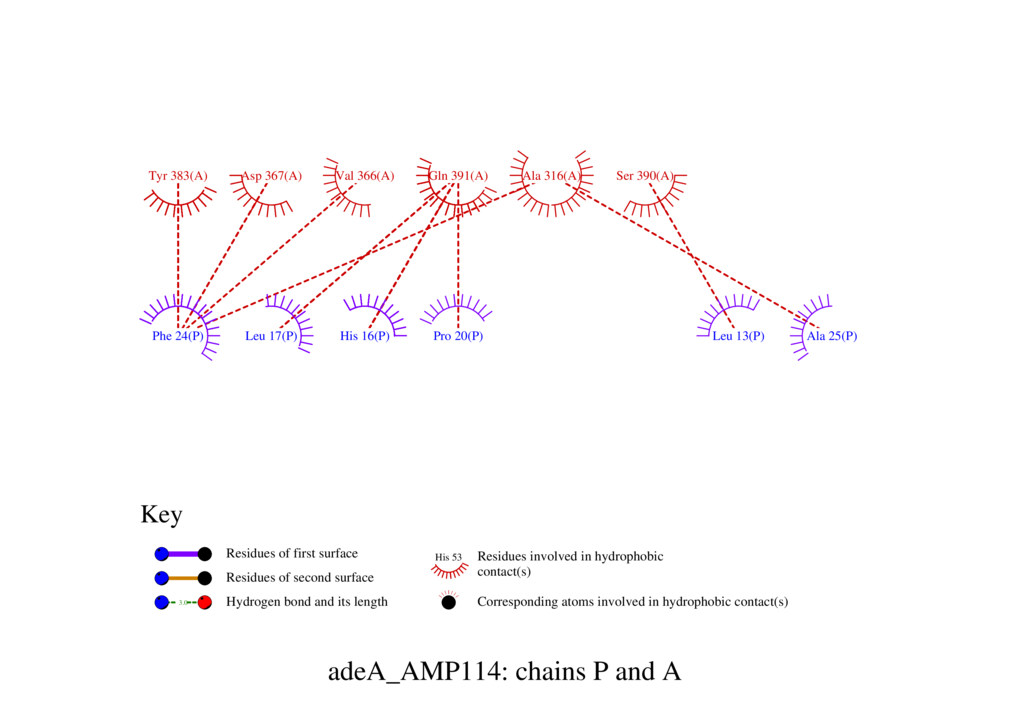 Tyr 383(A) Asp 367(A) Val 366(A) Gln 391(A) Ala 316(A) Ser 390(A)
Phe 24(P) Leu 17(P) His 16(P) Pro 20(P) Leu 13(P) Ala 25(P)
Key
Residues of first surface
Residues of second surface
3.0
Hydrogen bond and its length
His 53
Residues involved in hydrophobic
contact(s)
Corresponding atoms involved in hydrophobic contact(s)
adeA_AMP114: chains P and A